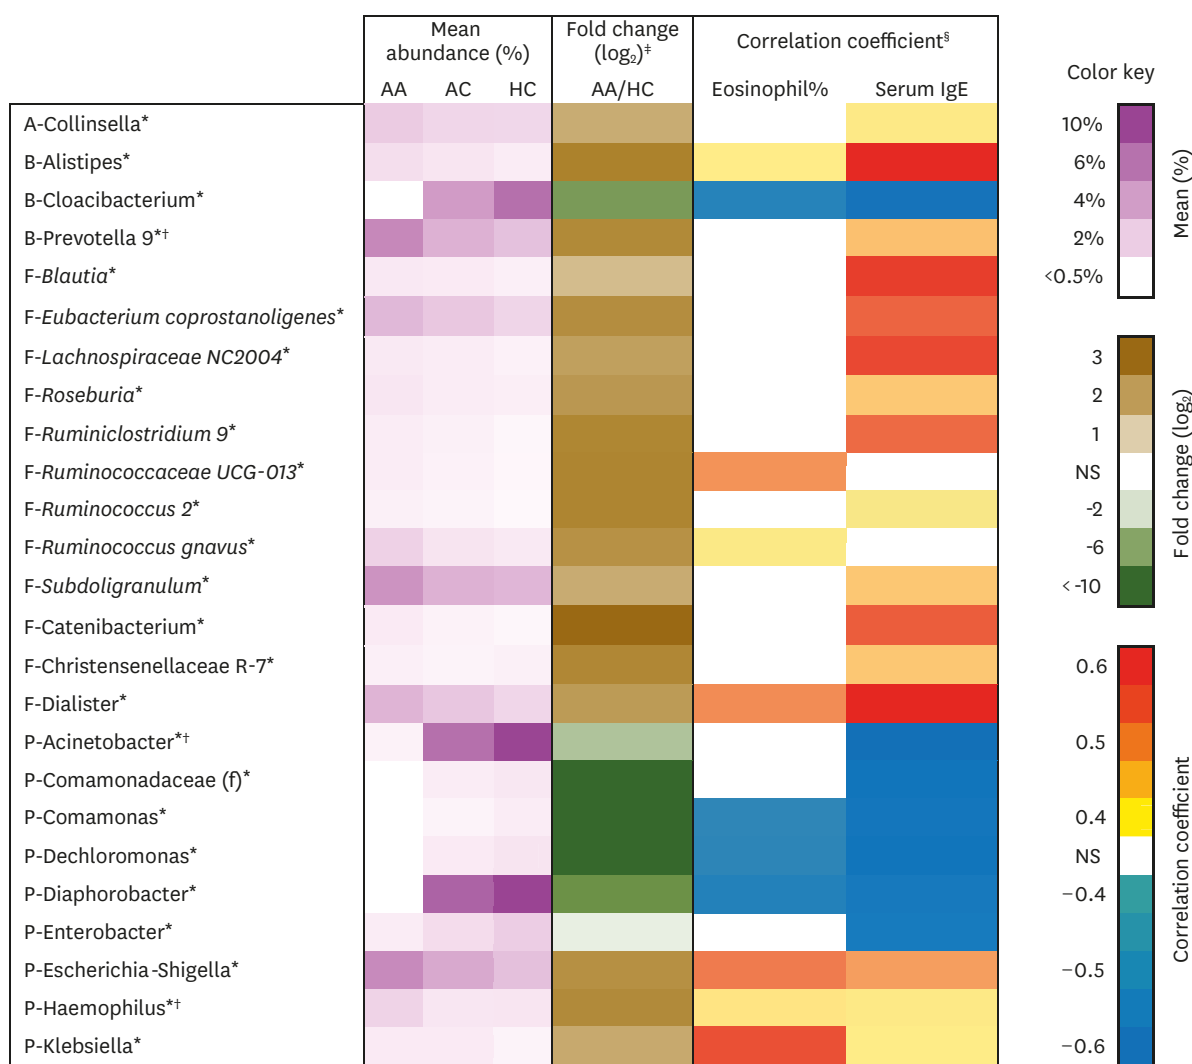 Mean
abundance (%)
Fold change
(log₂)‡
Correlation coefficient§
AA AC HC AA/HC Eosinophil% Serum IgE
A-Collinsella*
B-Alistipes*
B-Cloacibacterium*
B-Prevotella 9*†
F-Blautia*
F-Eubacterium coprostanoligenes*
F-Lachnospiraceae NC2004*
F-Roseburia*
F-Ruminiclostridium 9*
F-Ruminococcaceae UCG-013*
F-Ruminococcus 2*
F-Ruminococcus gnavus*
F-Subdoligranulum*
F-Catenibacterium*
F-Christensenellaceae R-7*
F-Dialister*
P-Acinetobacter*†
P-Comamonadaceae (f)*
P-Comamonas*
P-Dechloromonas*
P-Diaphorobacter*
P-Enterobacter*
P-Escherichia-Shigella*
P-Haemophilus*†
P-Klebsiella*
Color key
10%
6%
4%
2%
<0.5%
Mean (%)
3
2
1
NS
-2
-6
< -10
Fold change (log₂)
0.6
0.5
0.4
NS
−0.4
−0.5
−0.6
Correlation coefficient